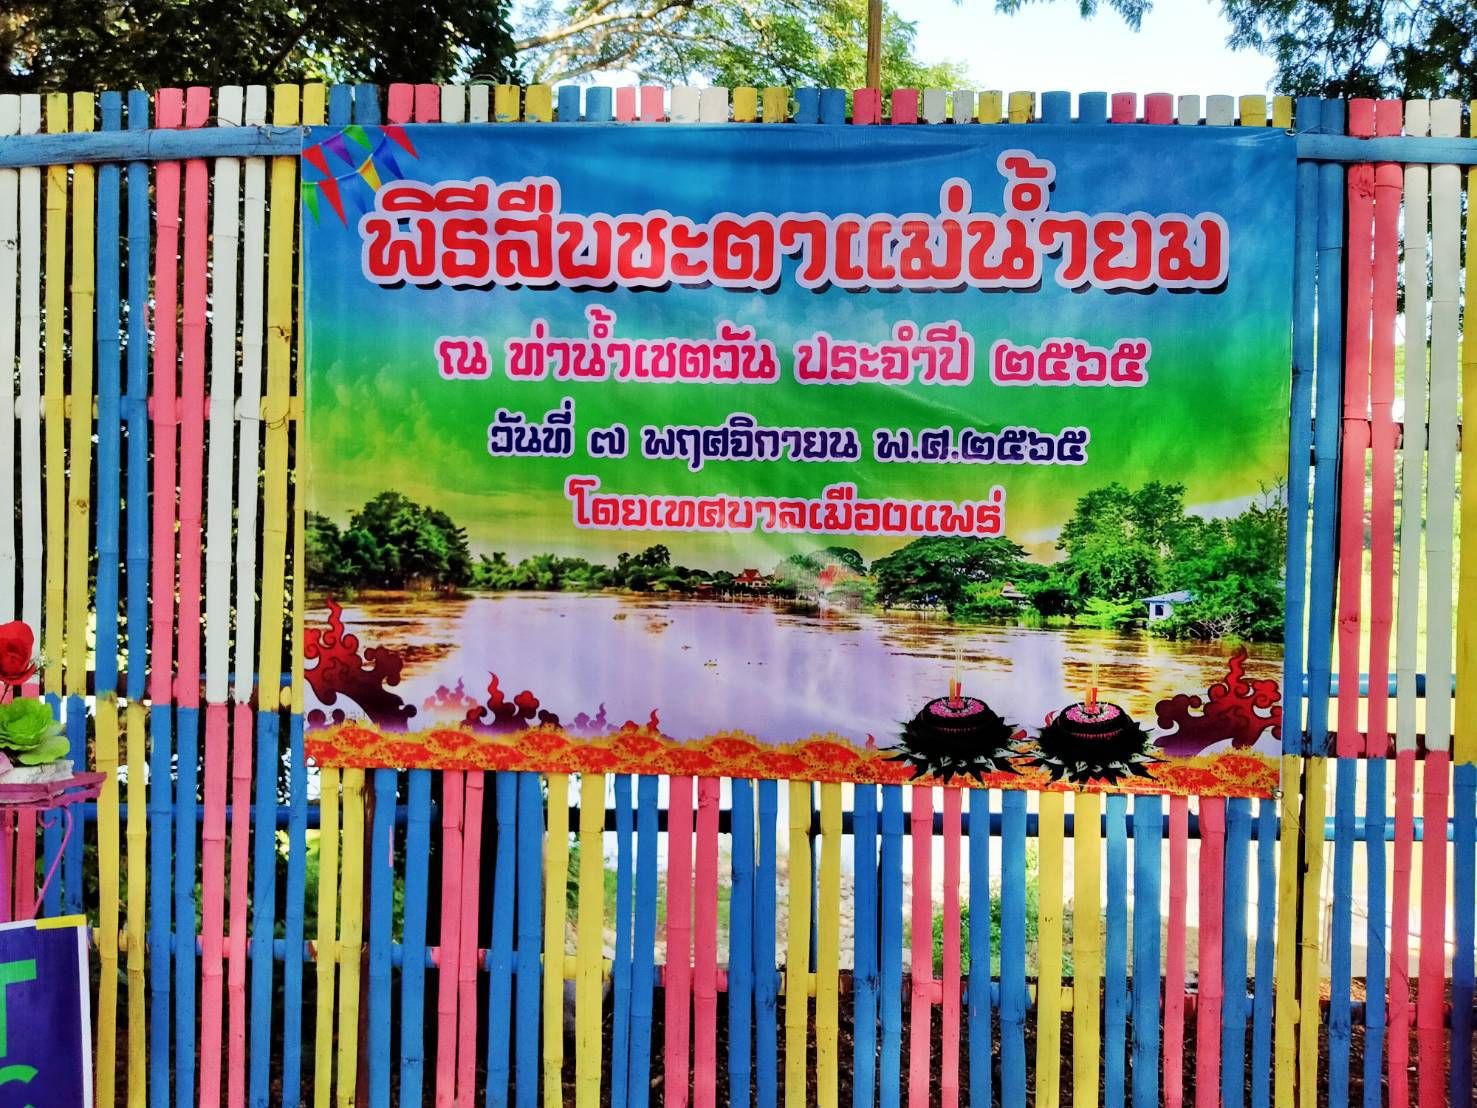 พิธีสืบชะตาแม่น้ำยม
ณ ท่าน้ำเชตวัน ประจำปี ๒๕๖๕
วันที่ ๗ พฤศจิกายน พ.ศ.๒๕๖๕
โดยเทศบาลเมืองแพร่